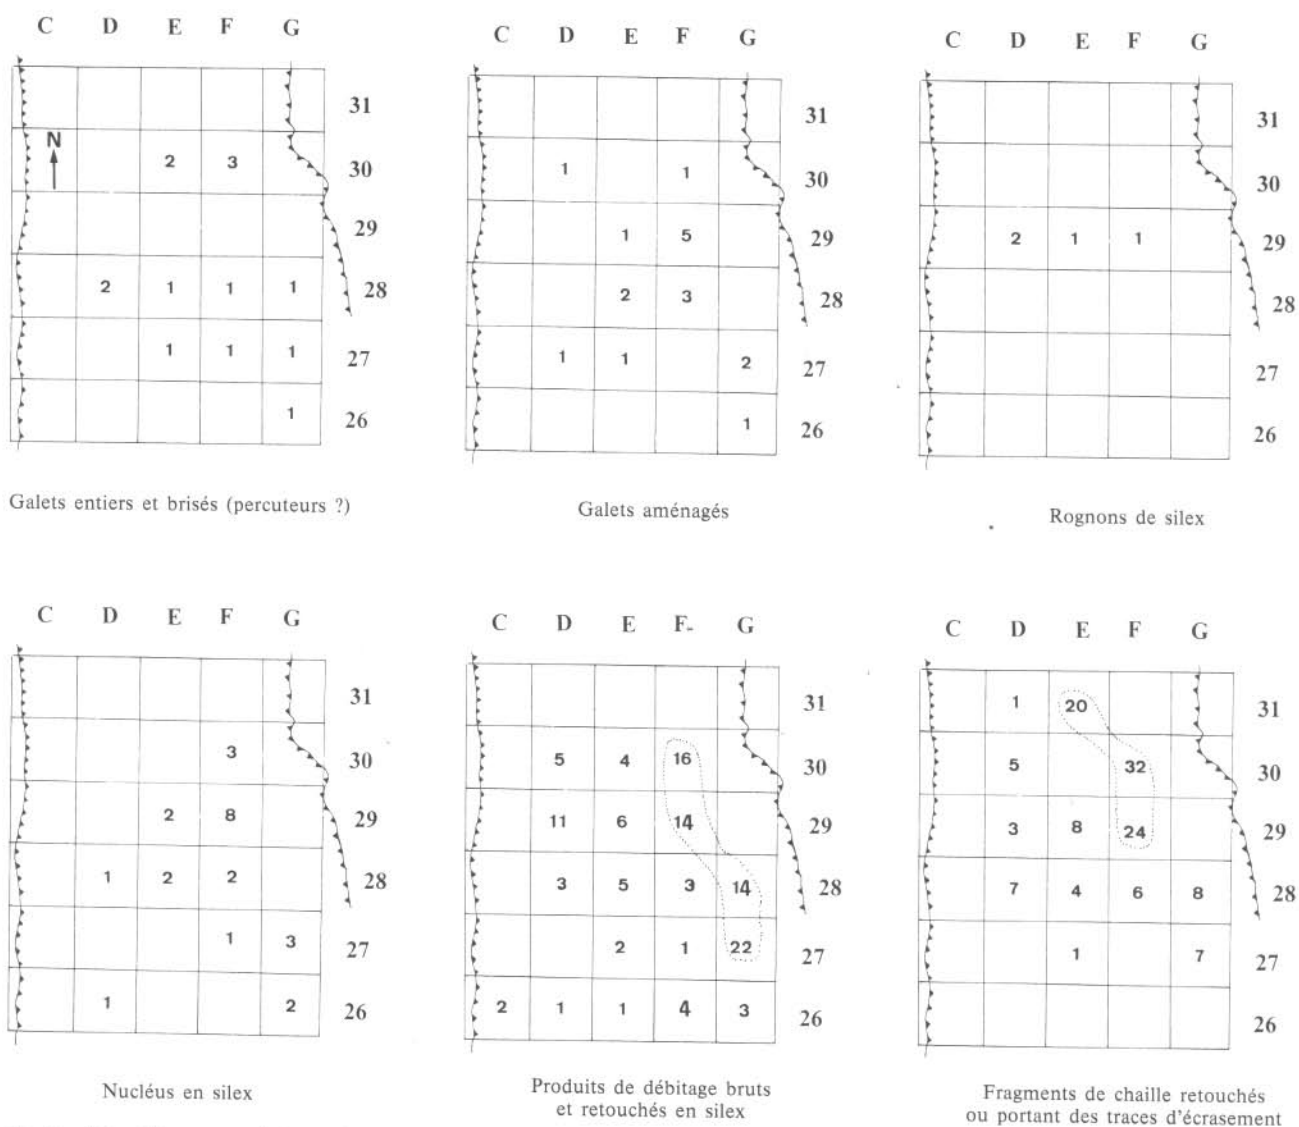 C D E F G
31
N
2 3 30
29
2 1 1 1 28
1 1 1 27
1 26
Galets entiers et brisés (percuteurs ?)
C D E F G
31
1 1 30
1 5 29
2 3 28
1 1 2 27
1 26
Galets aménagés
C D E F G
31
30
2 1 1 29
28
27
26
Rognons de silex
C D E F G
31
3 30
2 8 29
1 2 2 28
1 3 27
1 2 26
Nucléus en silex
C D E F G
31
5 4 16 30
11 6 14 29
3 5 3 14 28
2 1 22 27
2 1 1 4 3 26
Produits de débitage bruts
et retouchés en silex
C D E F G
1 20 31
5 32 30
3 8 24 29
7 4 6 8 28
1 7 27
26
Fragments de chaille retouchés
ou portant des traces d'écrasement